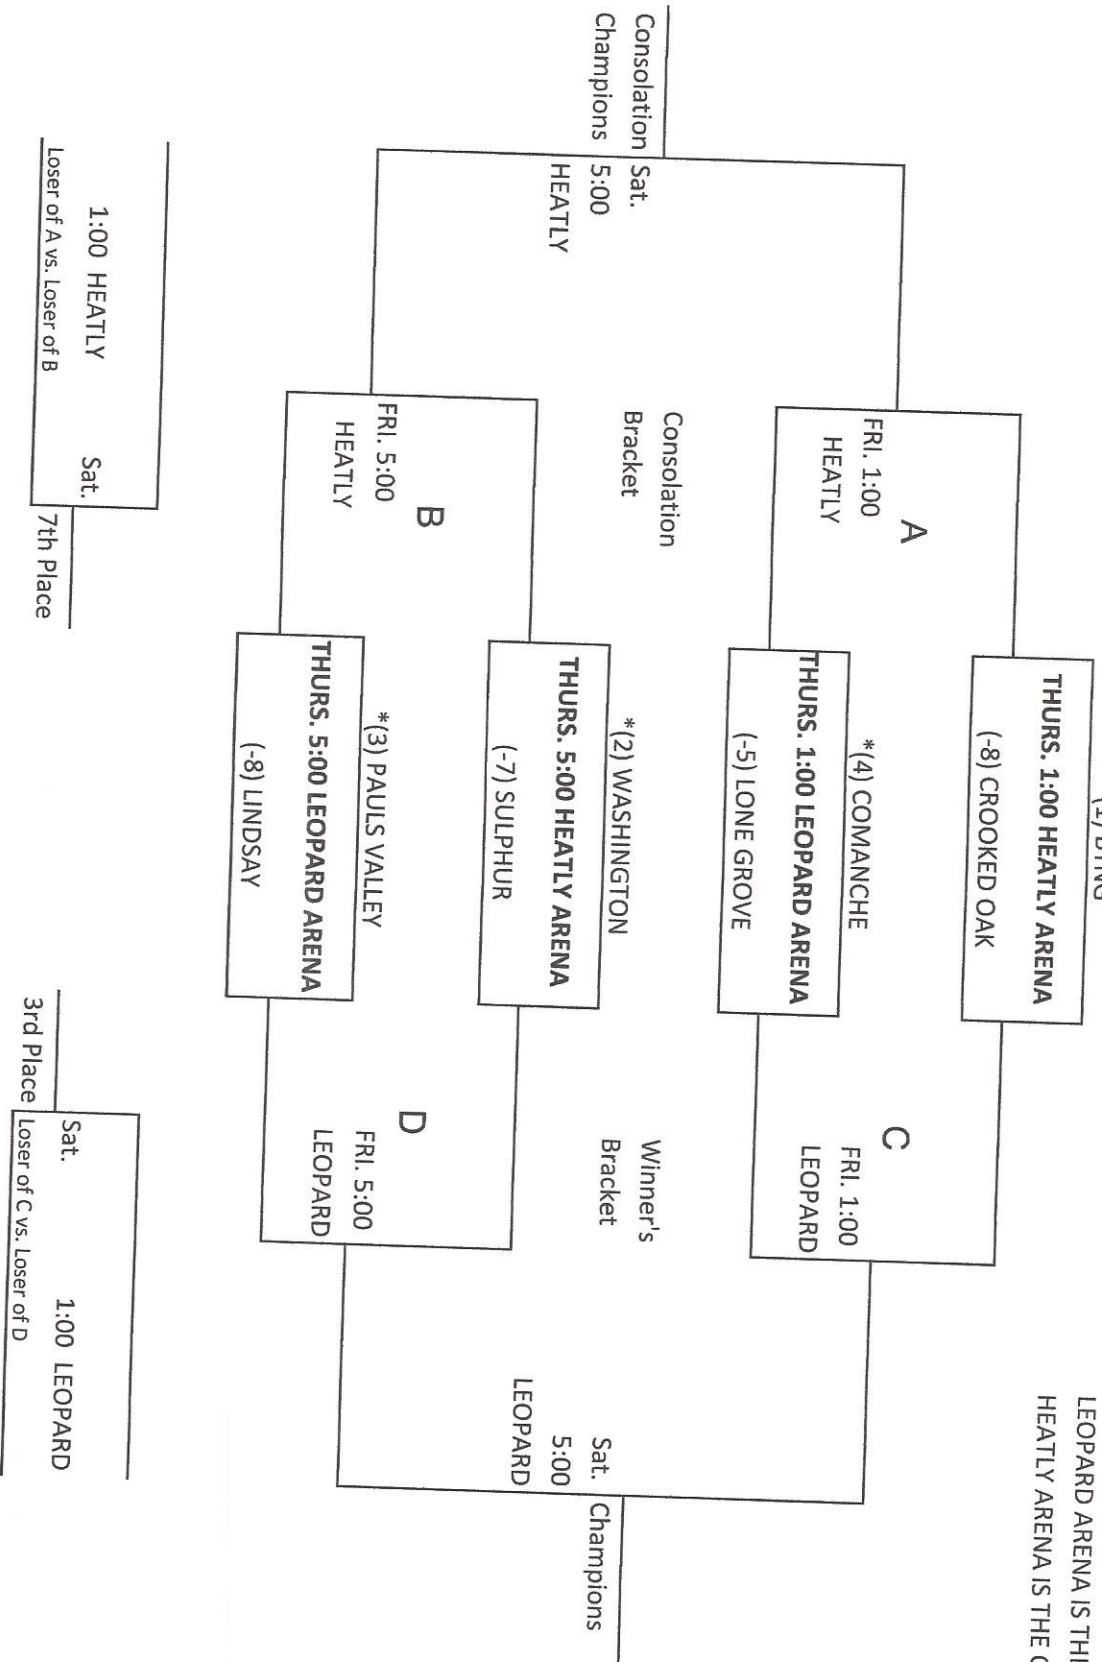 LEOPARD ARENA IS
HEATLY ARENA IS THE
(1) BYNG
THURS. 1:00 HEATLY ARENA
(-8) CROOKED OAK
A
FRI. 1:00
HEATLY
C
FRI. 1:00
LEOPARD
*(4) COMANCHE
THURS. 1:00 LEOPARD ARENA
(-5) LONE GROVE
Consolation
Champions
Sat.
5:00
HEATLY
Consolation
Bracket
Winner's
Bracket
Sat.
5:00
LEOPARD
Champions
*(2) WASHINGTON
THURS. 5:00 HEATLY ARENA
(-7) SULPHUR
B
FRI. 5:00
HEATLY
D
FRI. 5:00
LEOPARD
*(3) PAULS VALLEY
THURS. 5:00 LEOPARD ARENA
(-8) LINDSAY
1:00 HEATLY Sat.
Loser of A vs. Loser of B
7th Place
Sat. 1:00 LEOPARD
3rd Place
Loser of C vs. Loser of D